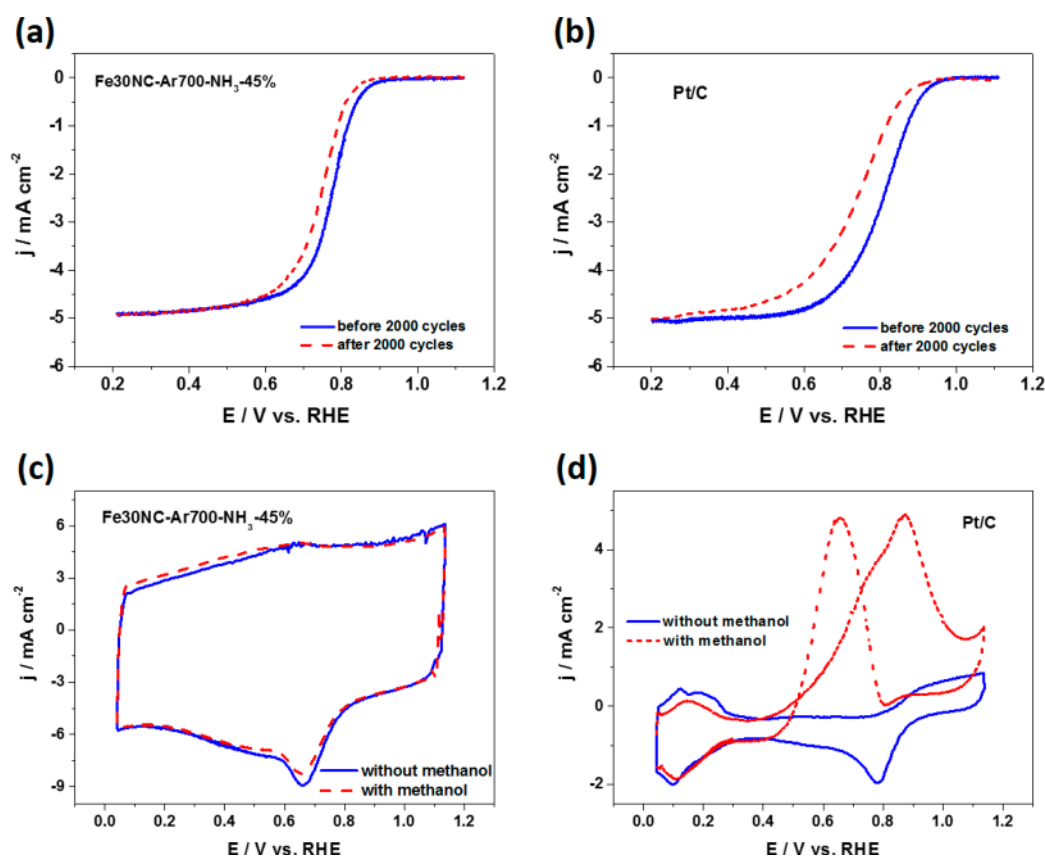 (a)
Fe30NC-Ar700-NH₃-45%
j / mA cm⁻²
0
-1
-2
-3
-4
-5
-6
before 2000 cycles
after 2000 cycles
0.2 0.4 0.6 0.8 1.0 1.2
E / V vs. RHE
(b)
Pt/C
j / mA cm⁻²
0
-1
-2
-3
-4
-5
-6
before 2000 cycles
after 2000 cycles
0.2 0.4 0.6 0.8 1.0 1.2
E / V vs. RHE
(c)
Fe30NC-Ar700-NH₃-45%
j / mA cm⁻²
6
3
0
-3
-6
-9
without methanol
with methanol
0.0 0.2 0.4 0.6 0.8 1.0 1.2
E / V vs. RHE
(d)
Pt/C
j / mA cm⁻²
4
2
0
-2
without methanol
with methanol
0.0 0.2 0.4 0.6 0.8 1.0 1.2
E / V vs. RHE